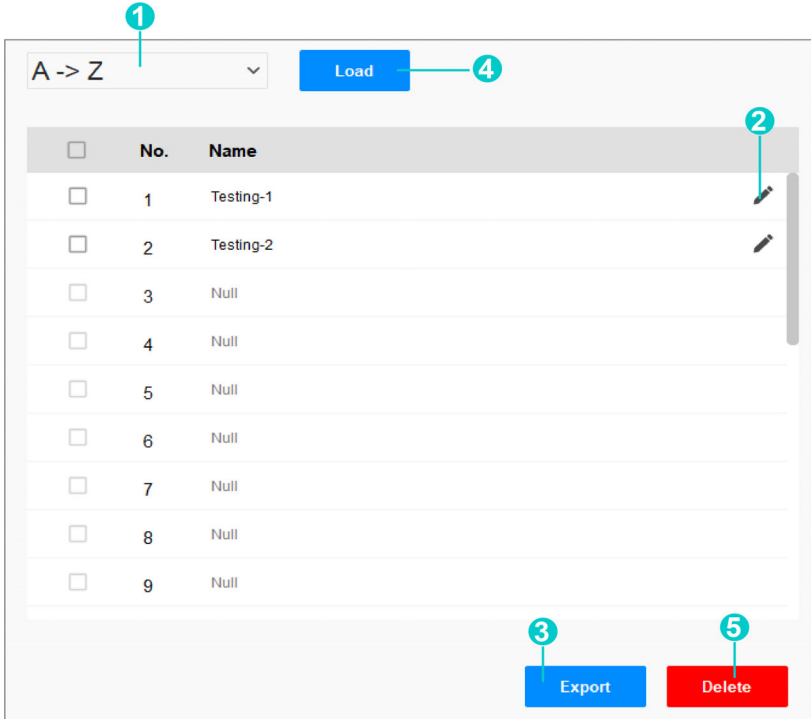 1
A -> Z
Load
4
2
No. Name
1 Testing-1
2 Testing-2
3 Null
4 Null
5 Null
6 Null
7 Null
8 Null
9 Null
3
5
Export
Delete